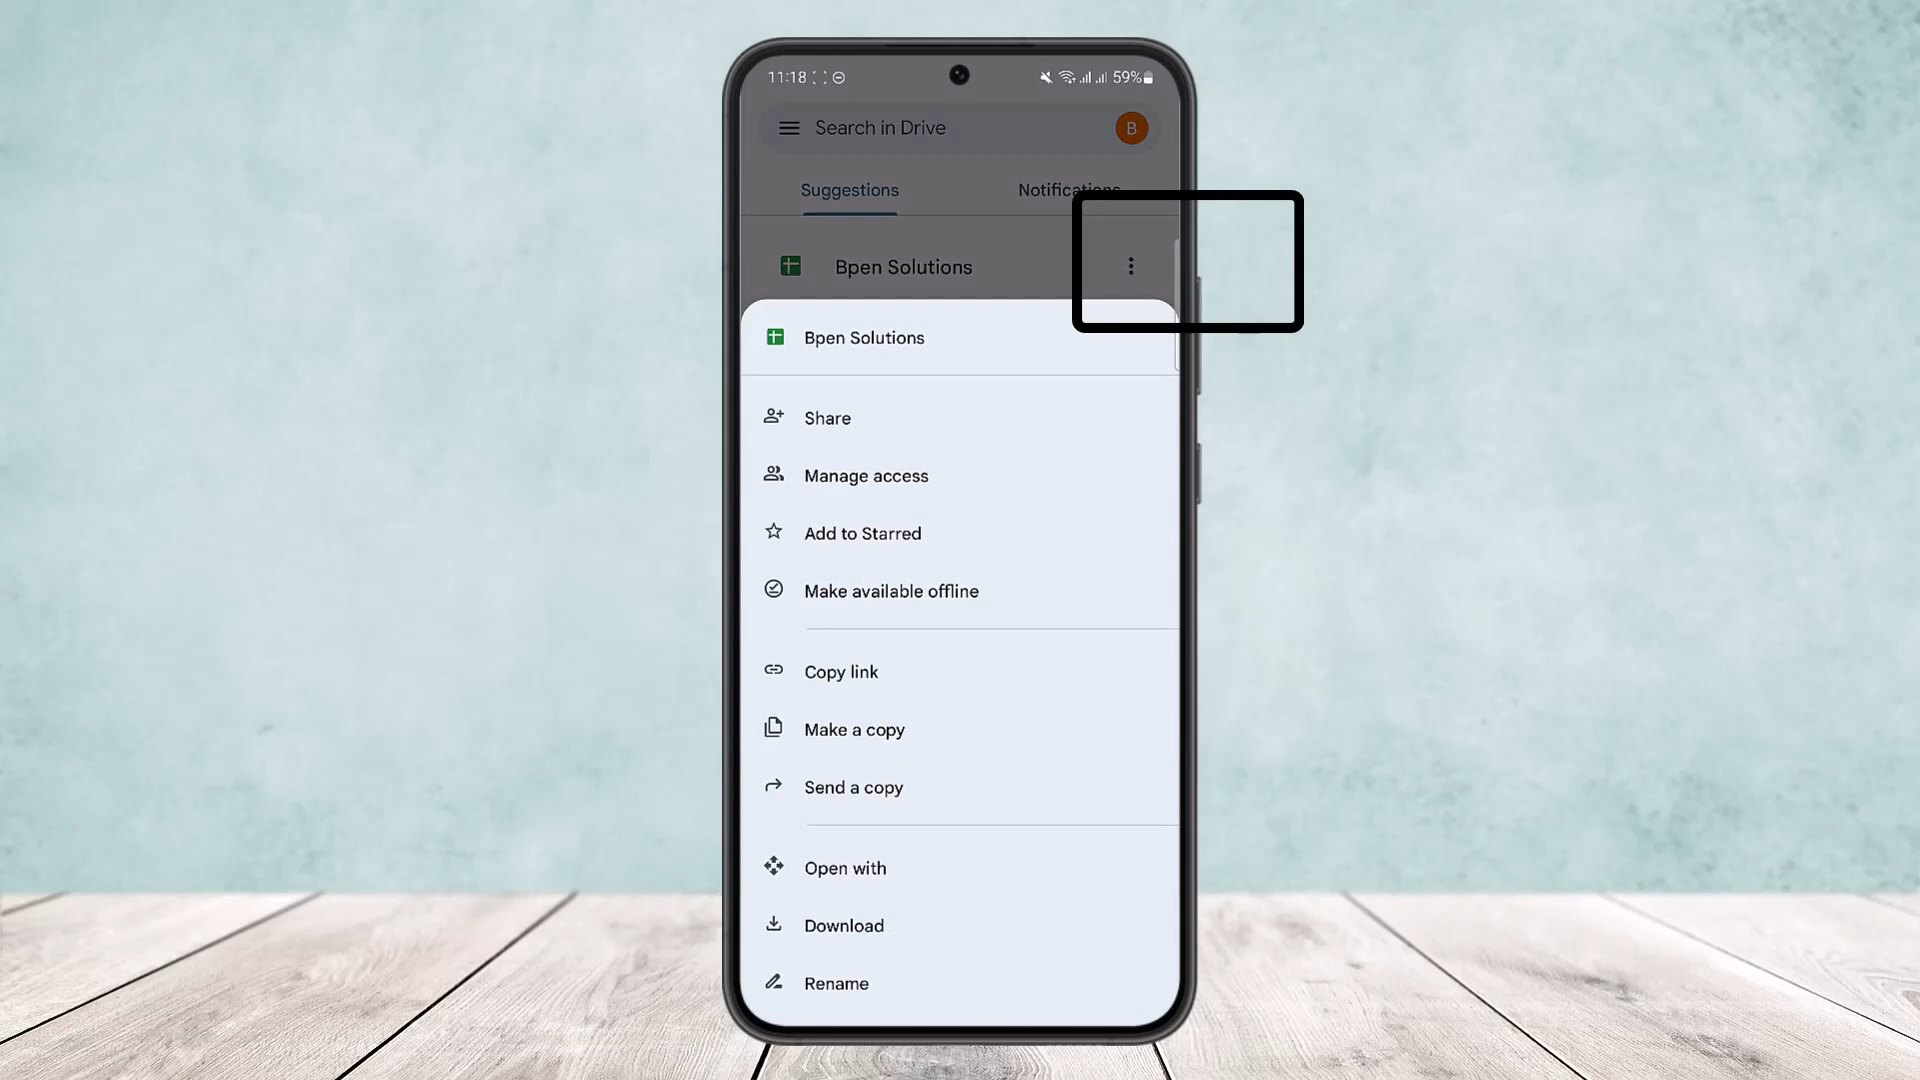 11:18 59%
Search in Drive B
Suggestions Notifications
Bpen Solutions
Bpen Solutions
Share
Manage access
Add to Starred
Make available offline
Copy link
Make a copy
Send a copy
Open with
Download
Rename